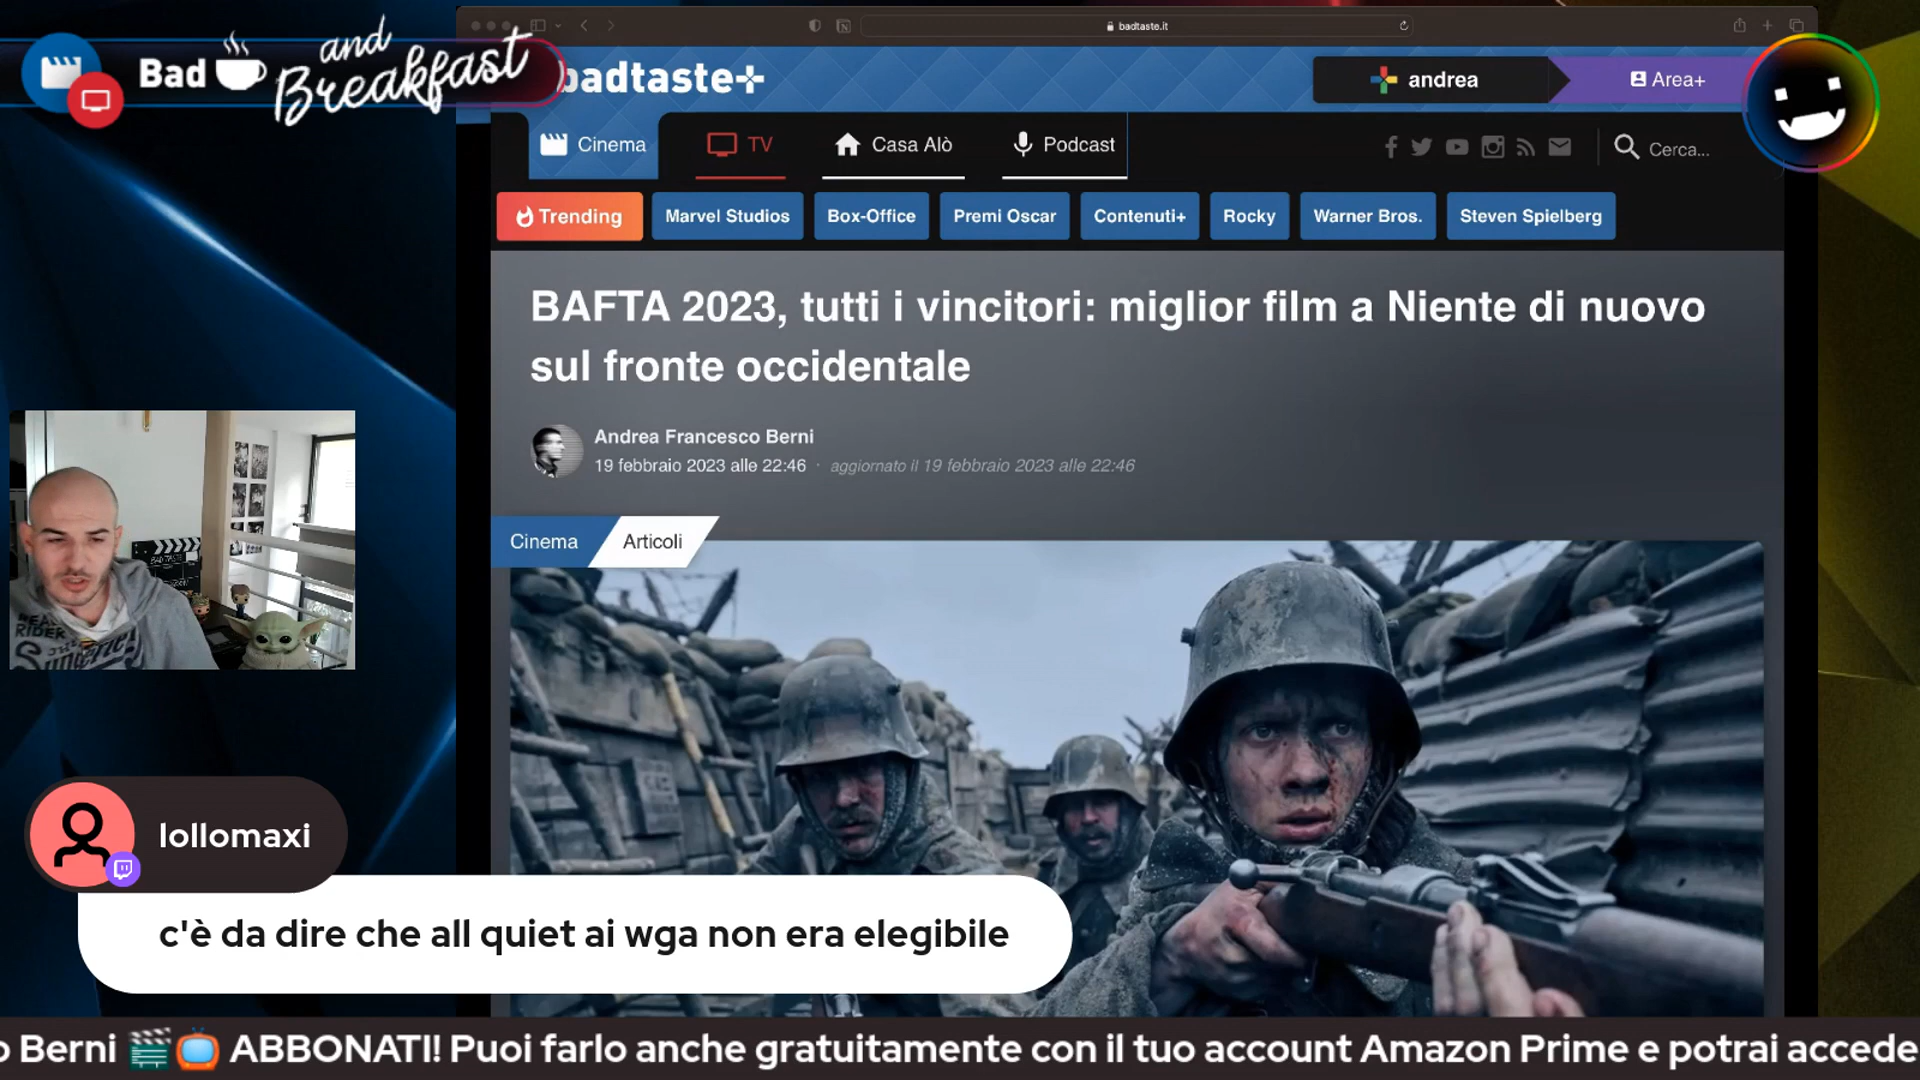 Bad and Breakfast
badtaste.it
badtaste
andrea
Area+
Cinema
TV
Casa Alò
Podcast
Cerca...
Trending
Marvel Studios
Box-Office
Premi Oscar
Contenuti+
Rocky
Warner Bros.
Steven Spielberg
BAFTA 2023, tutti i vincitori: miglior film a Niente di nuovo
sul fronte occidentale
Andrea Francesco Berni
19 febbraio 2023 alle 22:46 · aggiornato il 19 febbraio 2023 alle 22:46
Cinema
Articoli
RIDER
lollomaxi
c'è da dire che all quiet ai wga non era elegibile
o Berni ABBONATI! Puoi farlo anche gratuitamente con il tuo account Amazon Prime e potrai accede